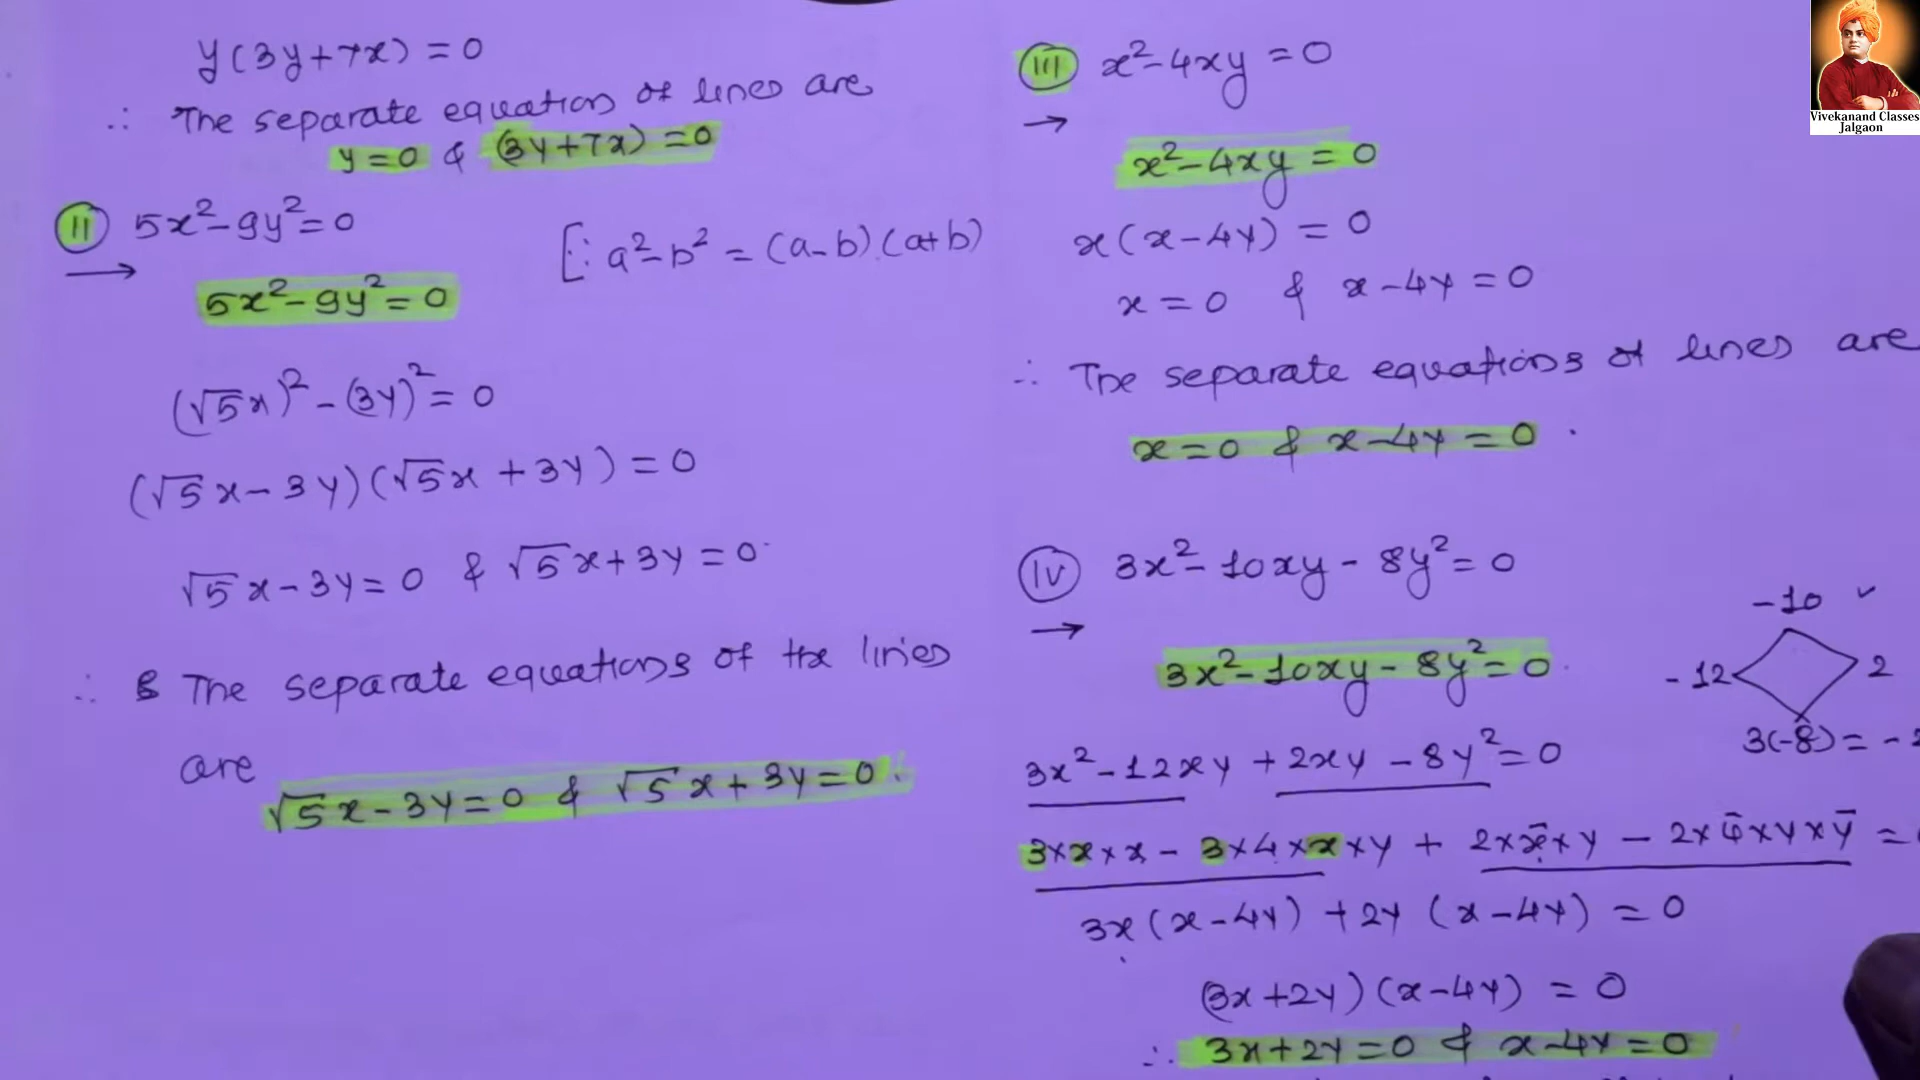 y(3y+7x) = 0
∴ The separate equation of lines are
y = 0 & (3y+7x) = 0
(II) 5x²-9y²=0
→
5x²-9y²=0
[∵ a²-b² = (a-b).(a+b)
(√5x)²-(3y)²= 0
(√5x-3y)(√5x+3y) = 0
√5x-3y=0 & √5x+3y=0
∴ The separate equations of the lines
are
√5x-3y=0 & √5x+3y=0.
(III) x²-4xy = 0
→
x²-4xy = 0
x(x-4y) = 0
x = 0 & x-4y = 0
∴ The separate equations of lines are
x=0 & x-4y=0.
(IV) 3x²-10xy-8y²=0
→
3x²-10xy-8y²=0.
-10 ✓
-12 2
3(-8) = -
3x²-12xy+2xy-8y²=0
3×x×x-3×4×x×y+2×x×y-2×4×y×y =
3x(x-4y)+2y(x-4y) = 0
(3x+2y)(x-4y) = 0
∴ 3x+2y=0 & x-4y=0
Vivekanand Classes
Jalgaon